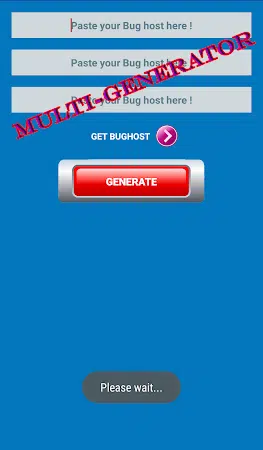 Paste your Bug host here !
Paste your Bug host here !
Paste your Bug host here !
MULTI-GENERATOR
GET BUGHOST
GENERATE
Please wait...